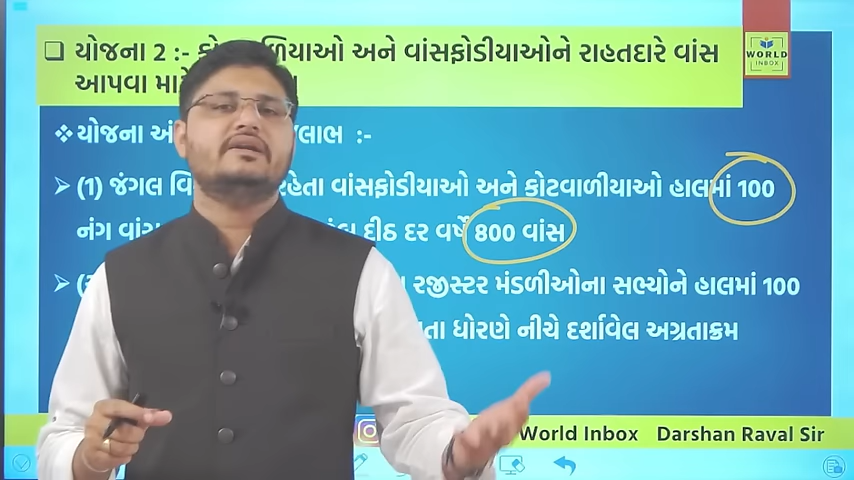 યોજના 2 :- અને વાંસફોડીયાઓને રાહતદારે વાંસ
આપવા
WORLD
INBOX
યોજના :-
(1) જંગલ વાંસફોડીયાઓ અને કોટવાળીયાઓ હાલમાં 100
નંગ દીઠ દર વર્ષે 800 વાંસ
રજીસ્ટર મંડળીઓના સભ્યોને હાલમાં 100
ધોરણે નીચે દર્શાવેલ અગ્રતાક્રમ
World Inbox Darshan Raval Sir